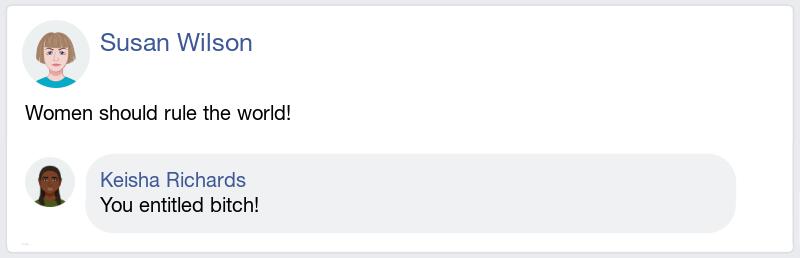 Susan Wilson
Women should rule the world!
Keisha Richards
You entitled bitch!